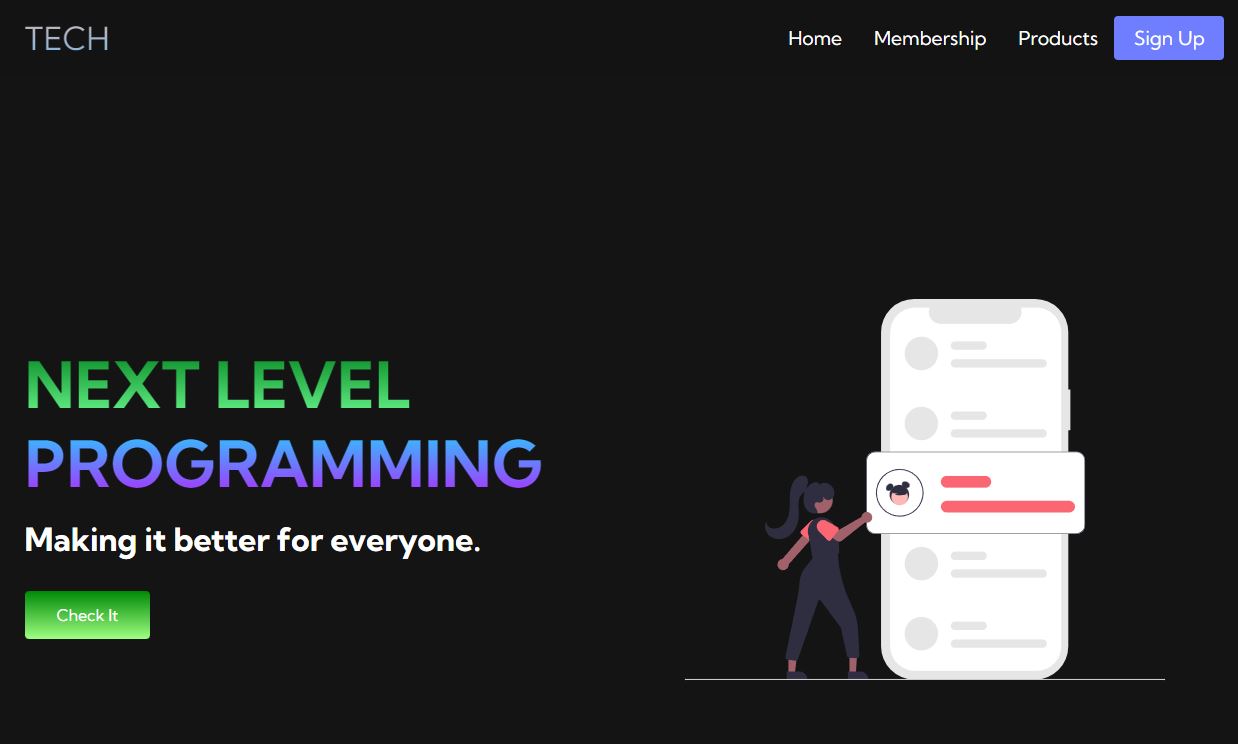 TECH
Home Membership Products Sign Up
NEXT LEVEL
PROGRAMMING
Making it better for everyone.
Check It